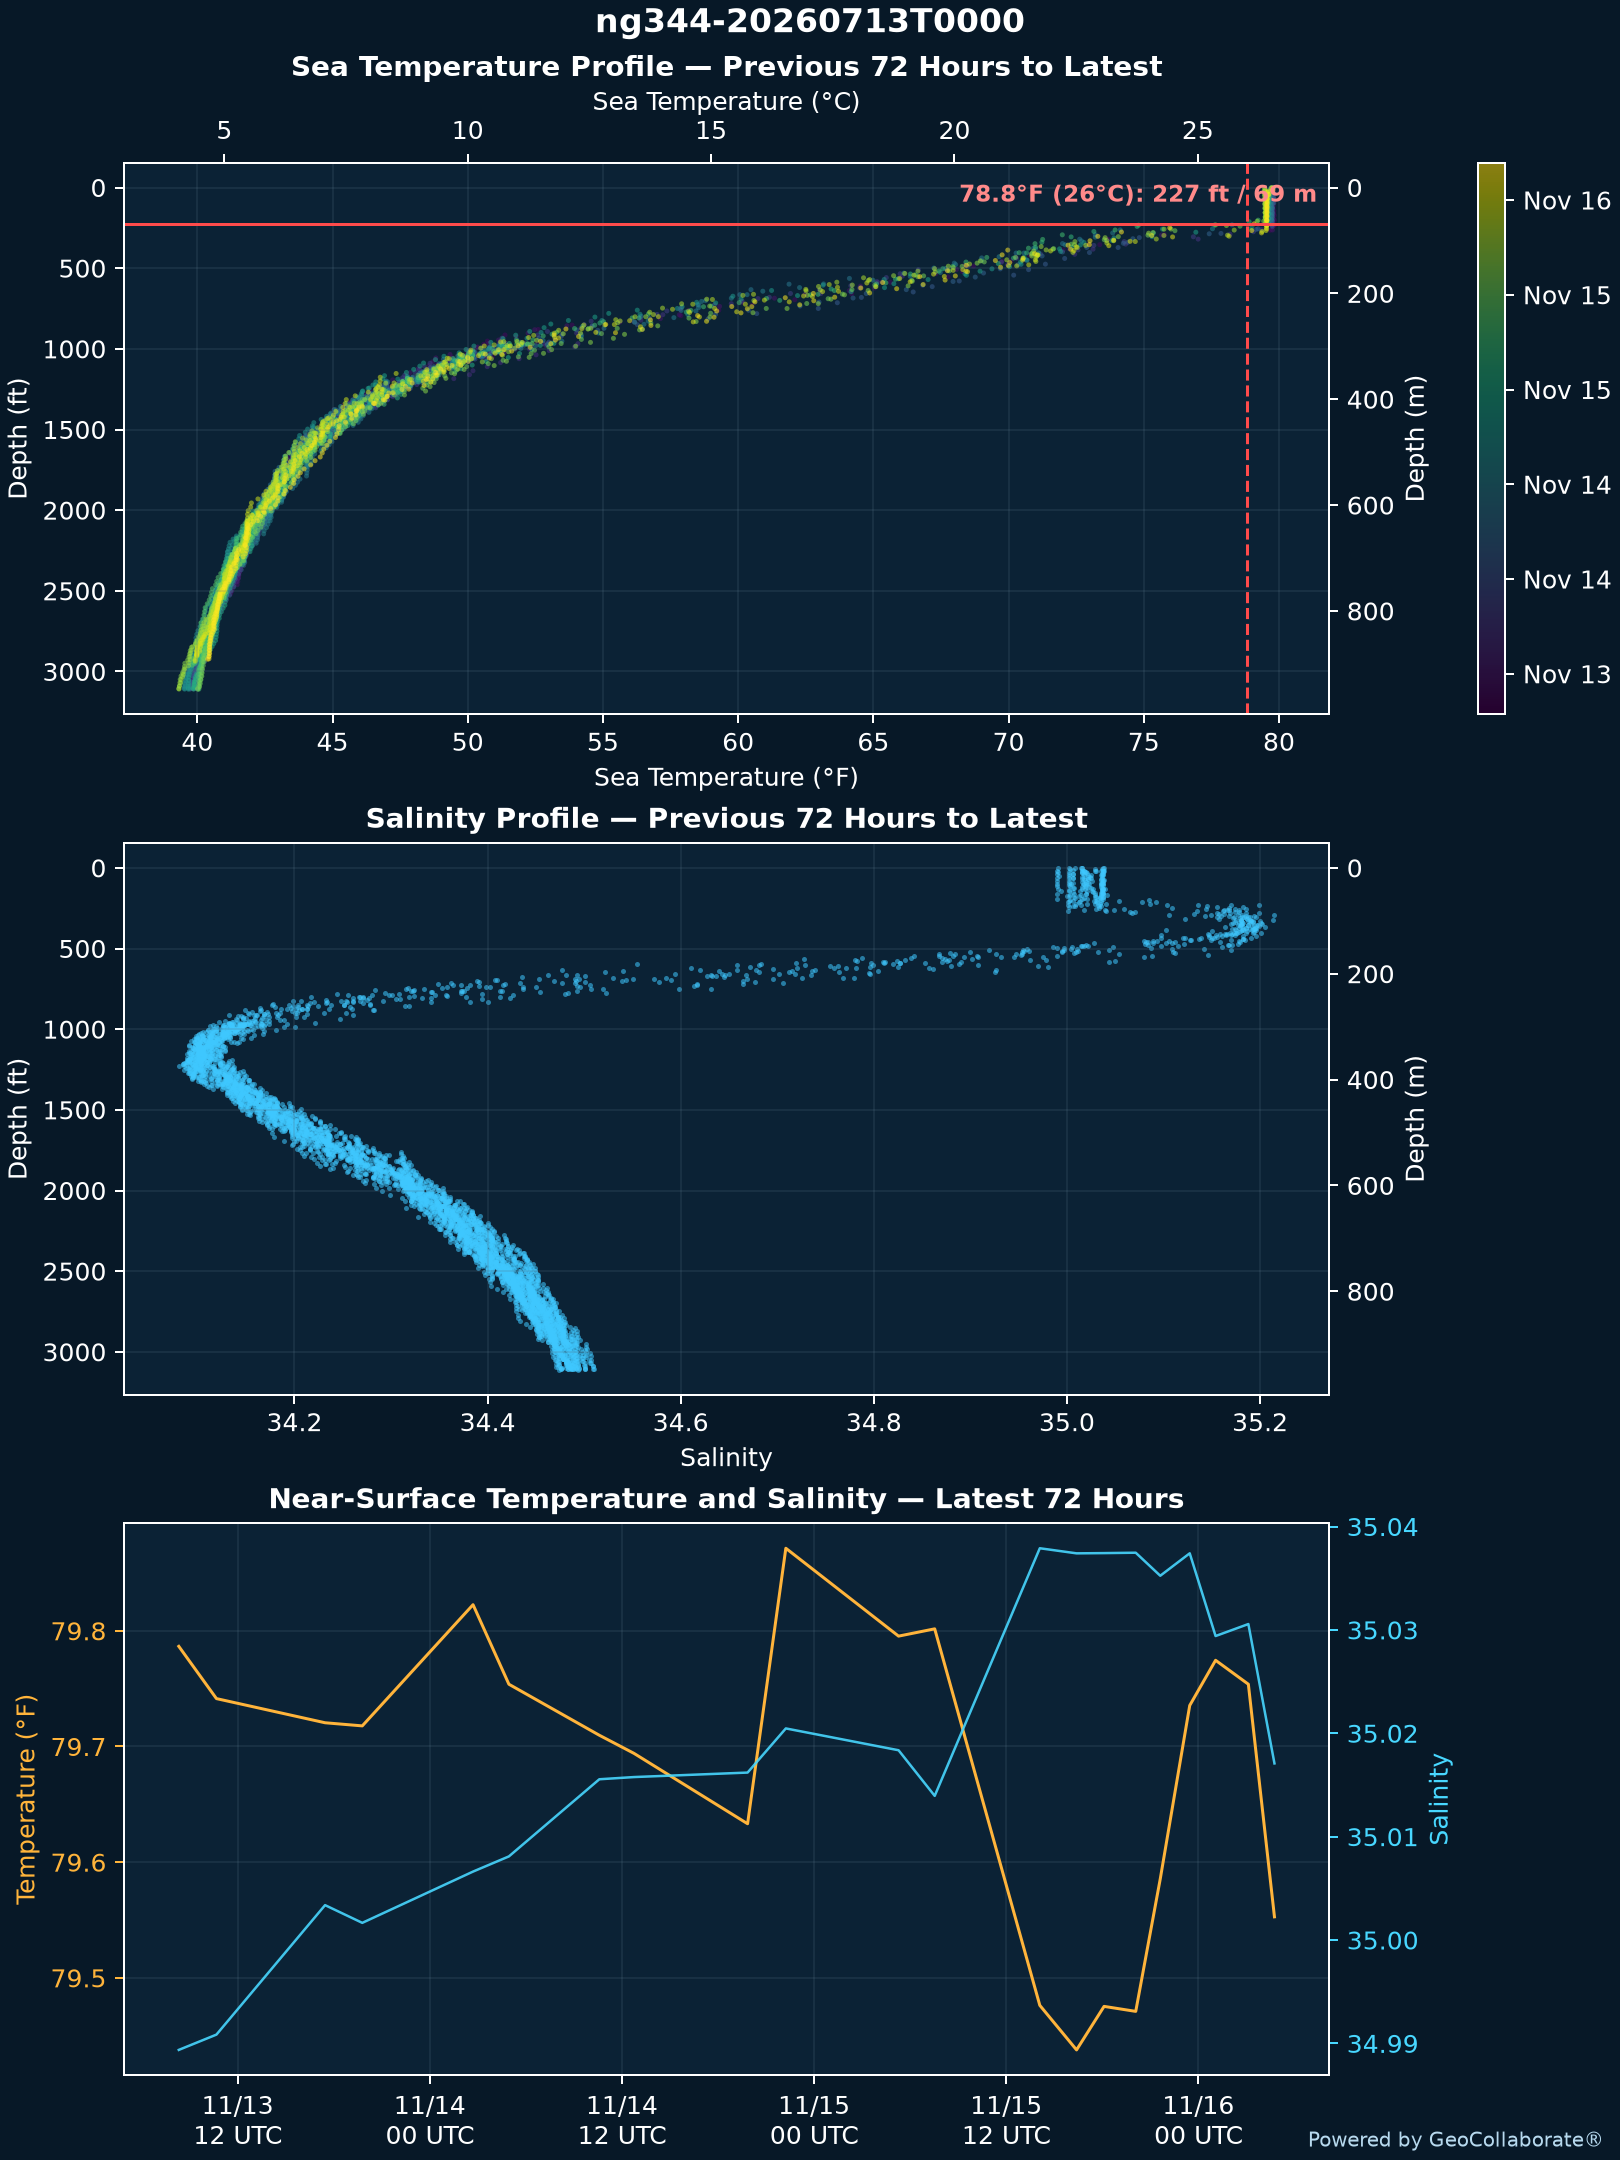 ng344-20260713T0000
Sea Temperature Profile — Previous 72 Hours to Latest
Sea Temperature (°C)
5 10 15 20 25
78.8°F (26°C): 227 ft / 69 m
Depth (ft)
0
500
1000
1500
2000
2500
3000
Depth (m)
0
200
400
600
800
Nov 16
Nov 15
Nov 15
Nov 14
Nov 14
Nov 13
40 45 50 55 60 65 70 75 80
Sea Temperature (°F)
Salinity Profile — Previous 72 Hours to Latest
Depth (ft)
0
500
1000
1500
2000
2500
3000
Depth (m)
0
200
400
600
800
34.2 34.4 34.6 34.8 35.0 35.2
Salinity
Near-Surface Temperature and Salinity — Latest 72 Hours
Temperature (°F)
79.8
79.7
79.6
79.5
35.04
35.03
35.02
35.01
35.00
34.99
Salinity
11/13 11/14 11/14 11/15 11/15 11/16
12 UTC 00 UTC 12 UTC 00 UTC 12 UTC 00 UTC
Powered by GeoCollaborate®